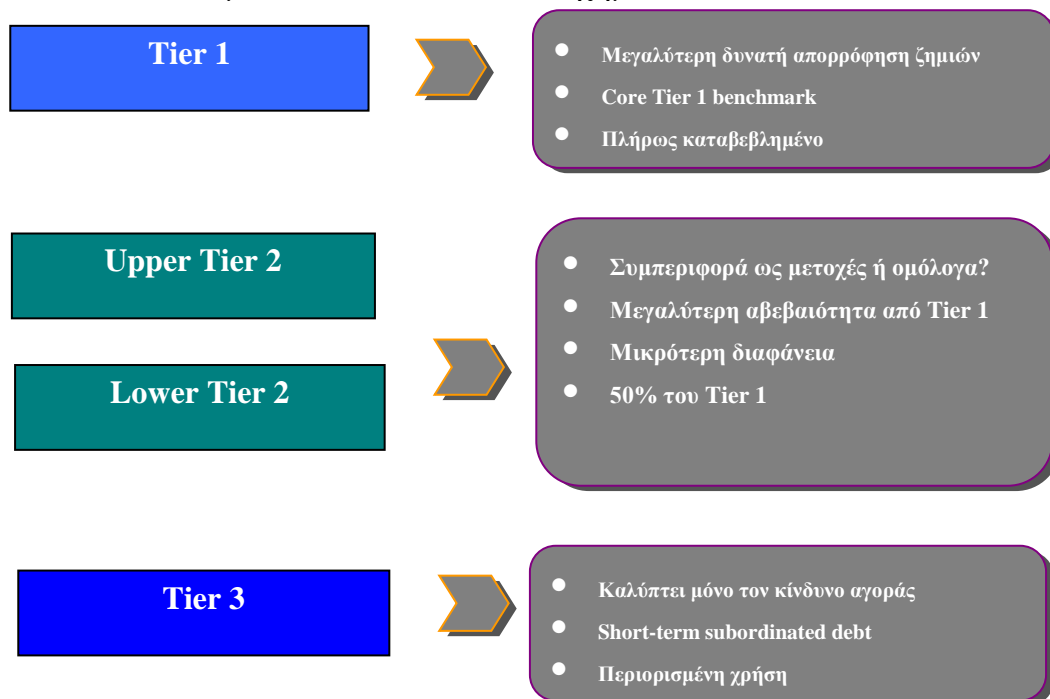 Tier 1
• Μεγαλύτερη δυνατή απορρόφηση ζημιών
• Core Tier 1 benchmark
• Πλήρως καταβεβλημένο
Upper Tier 2
Lower Tier 2
• Συμπεριφορά ως μετοχές ή ομόλογα?
• Μεγαλύτερη αβεβαιότητα από Tier 1
• Μικρότερη διαφάνεια
• 50% του Tier 1
Tier 3
• Καλύπτει μόνο τον κίνδυνο αγοράς
• Short-term subordinated debt
• Περιορισμένη χρήση